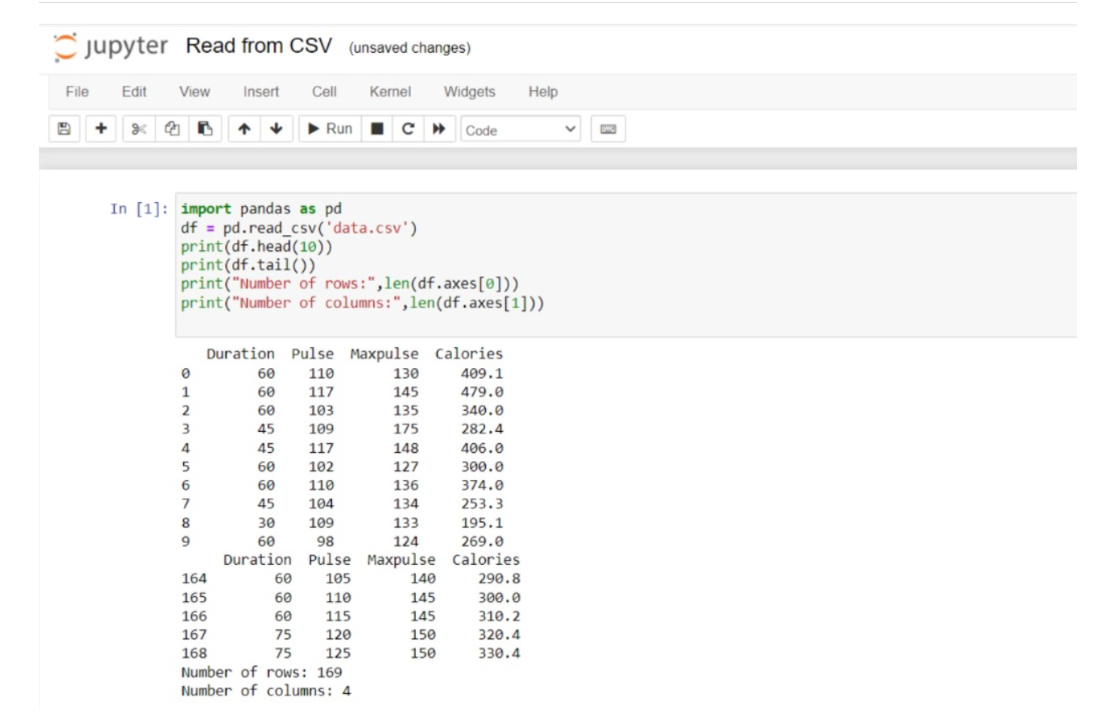 jupyter Read from CSV (unsaved changes)
File Edit View Insert Cell Kernel Widgets Help
Run Code
In [1]: import pandas as pd
df = pd.read_csv('data.csv')
print(df.head(10))
print(df.tail())
print("Number of rows:",len(df.axes[0]))
print("Number of columns:",len(df.axes[1]))
Duration Pulse Maxpulse Calories
0 60 110 130 409.1
1 60 117 145 479.0
2 60 103 135 340.0
3 45 109 175 282.4
4 45 117 148 406.0
5 60 102 127 300.0
6 60 110 136 374.0
7 45 104 134 253.3
8 30 109 133 195.1
9 60 98 124 269.0
Duration Pulse Maxpulse Calories
164 60 105 140 290.8
165 60 110 145 300.0
166 60 115 145 310.2
167 75 120 150 320.4
168 75 125 150 330.4
Number of rows: 169
Number of columns: 4